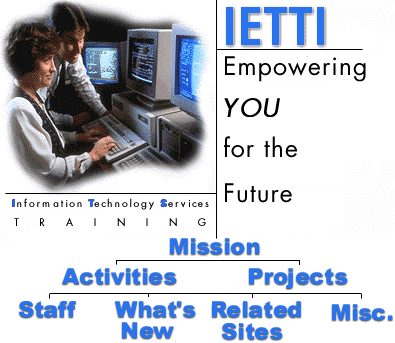 IETTI
Empowering
YOU
for the
Future
Information Technology Services
TRAINING
Mission
Activities
Projects
Staff
What's
New
Related
Sites
Misc.